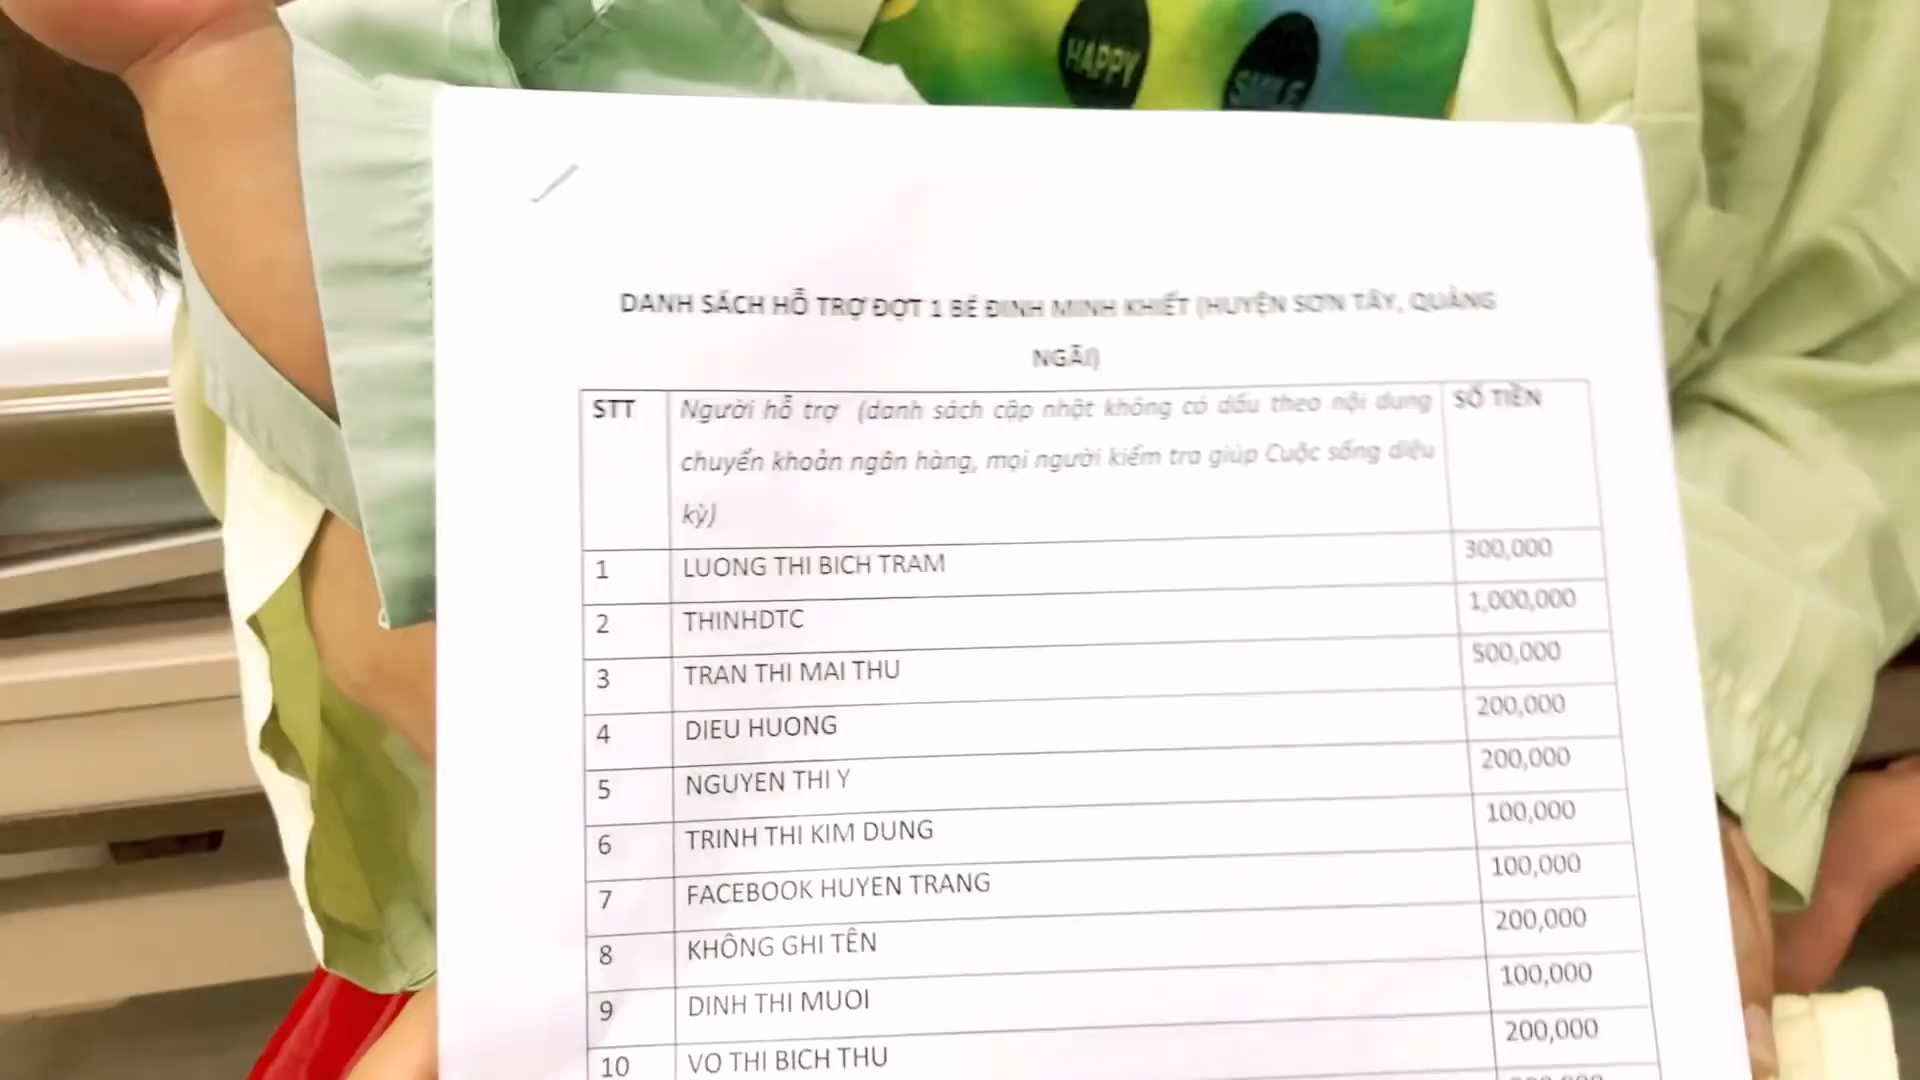 HAPPY
SMILE
DANH SÁCH HỖ TRỢ ĐỢT 1 BÉ ĐINH MINH KHIẾT (HUYỆN SƠN TÂY, QUẢNG
NGÃI)
STT
Người hỗ trợ (danh sách cập nhật không có dấu theo nội dung
chuyển khoản ngân hàng, mọi người kiểm tra giúp Cuộc sống diệu
kỳ)
SỐ TIỀN
1 LUONG THI BICH TRAM 300,000
2 THINHDTC 1,000,000
3 TRAN THI MAI THU 500,000
4 DIEU HUONG 200,000
5 NGUYEN THI Y 200,000
6 TRINH THI KIM DUNG 100,000
7 FACEBOOK HUYEN TRANG 100,000
8 KHÔNG GHI TÊN 200,000
9 DINH THI MUOI 100,000
10 VO THI BICH THU 200,000